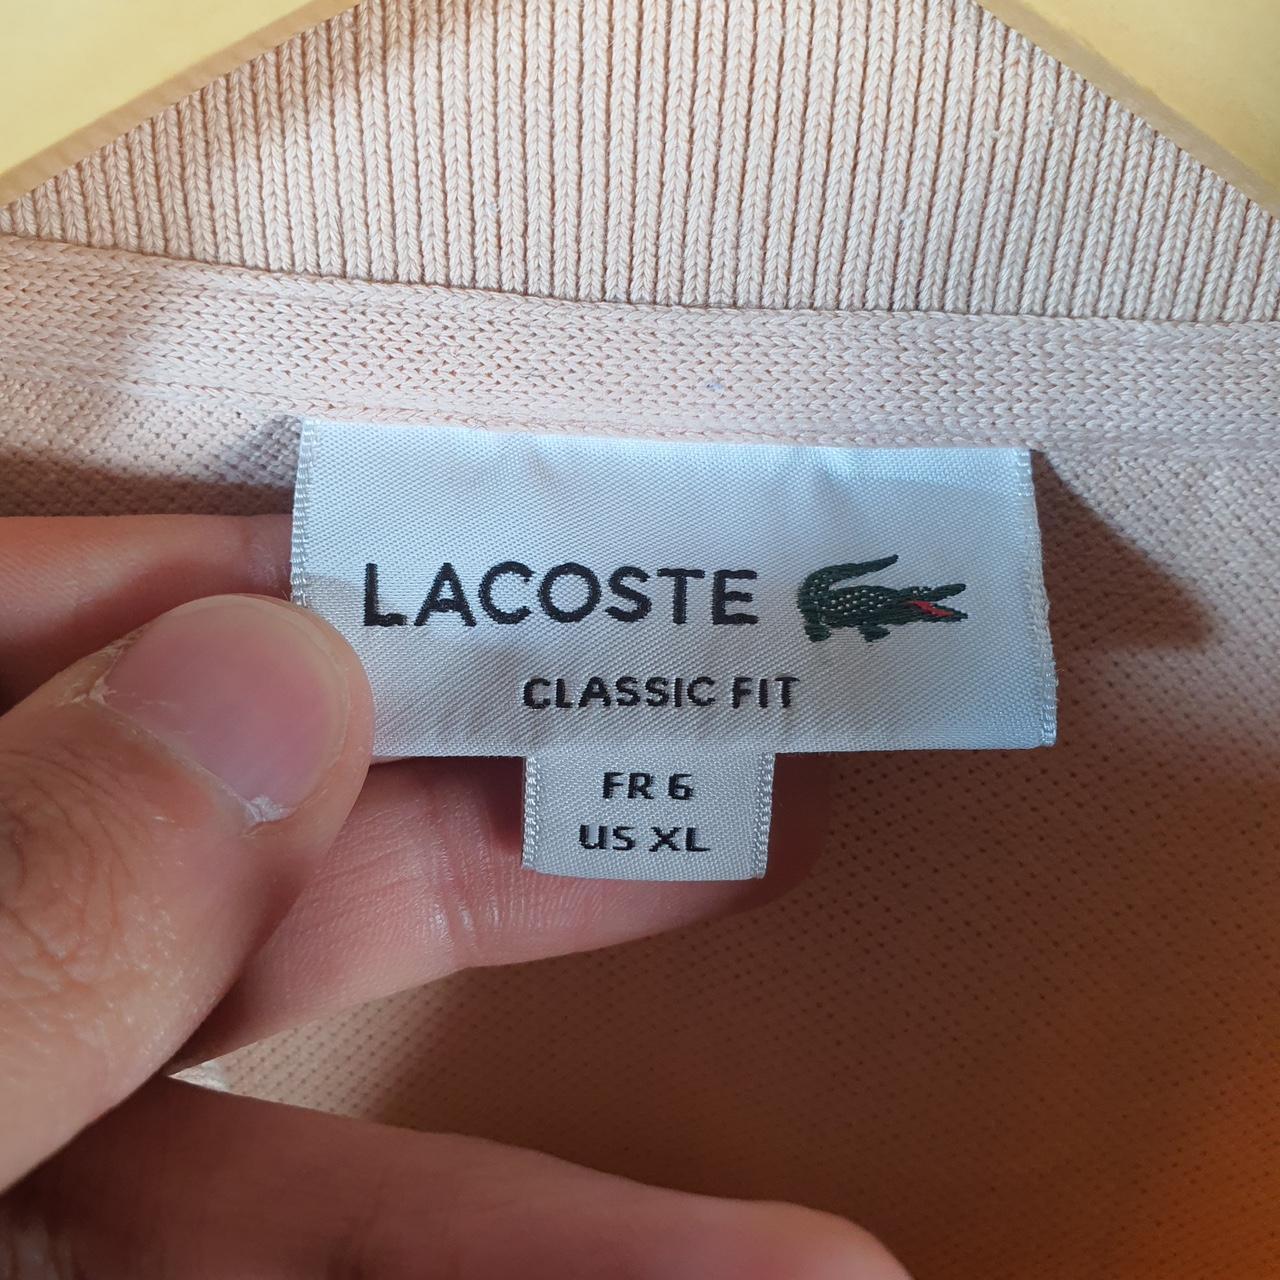 LACOSTE
CLASSIC FIT
FR 6
US XL